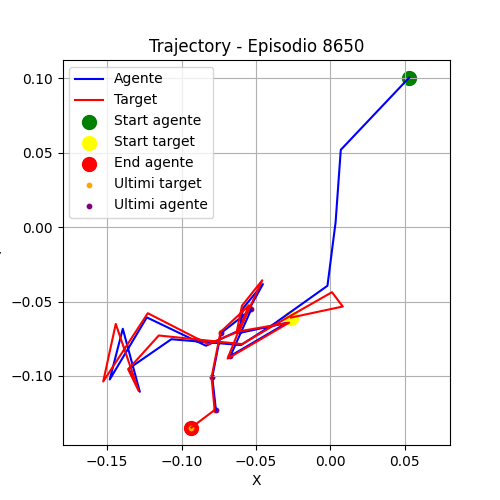 Trajectory - Episodio 8650
Agente
Target
Start agente
Start target
End agente
Ultimi target
Ultimi agente
0.10
0.05
0.00
−0.05
−0.10
−0.15
−0.10
−0.05
0.00
0.05
X